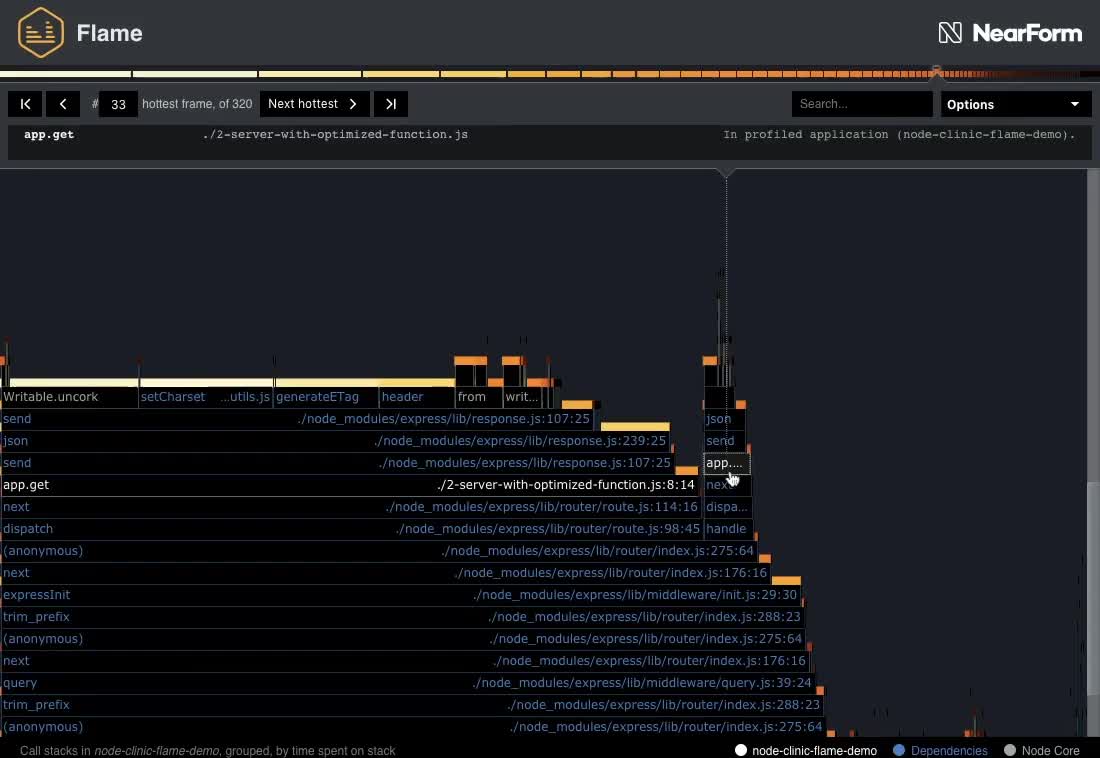 Flame
NearForm
# 33 hottest frame, of 320 Next hottest
Search...
Options
app.get ./2-server-with-optimized-function.js In profiled application (node-clinic-flame-demo).
Writable.uncork setCharset ...utils.js generateETag header from writ... 
send ./node_modules/express/lib/response.js:107:25 json
json ./node_modules/express/lib/response.js:239:25 send
send ./node_modules/express/lib/response.js:107:25 app....
app.get ./2-server-with-optimized-function.js:8:14 next
next ./node_modules/express/lib/router/route.js:114:16 dispa...
dispatch ./node_modules/express/lib/router/route.js:98:45 handle
(anonymous) ./node_modules/express/lib/router/index.js:275:64
next ./node_modules/express/lib/router/index.js:176:16
expressInit ./node_modules/express/lib/middleware/init.js:29:30
trim_prefix ./node_modules/express/lib/router/index.js:288:23
(anonymous) ./node_modules/express/lib/router/index.js:275:64
next ./node_modules/express/lib/router/index.js:176:16
query ./node_modules/express/lib/middleware/query.js:39:24
trim_prefix ./node_modules/express/lib/router/index.js:288:23
(anonymous) ./node_modules/express/lib/router/index.js:275:64
Call stacks in node-clinic-flame-demo, grouped, by time spent on stack
node-clinic-flame-demo Dependencies Node Core